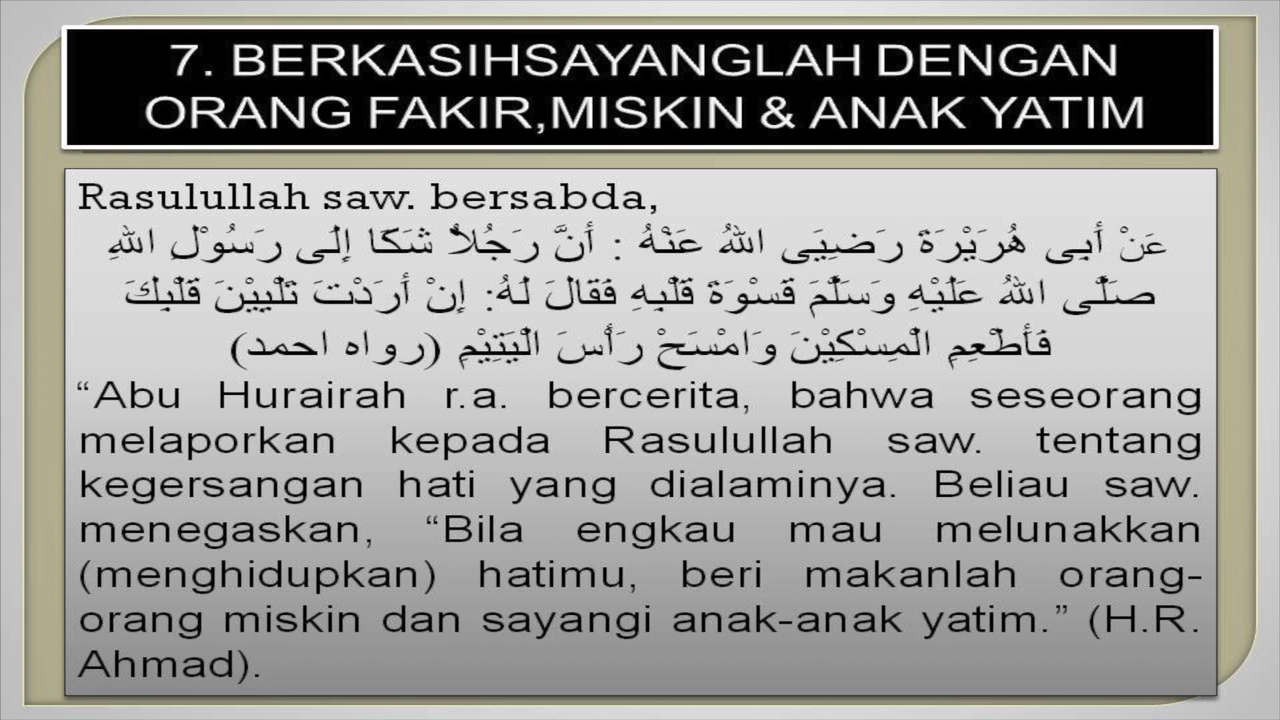 7. BERKASIHSAYANGLAH DENGAN
ORANG FAKIR,MISKIN & ANAK YATIM
Rasulullah saw. bersabda,
عَنْ أَبِى هُرَيْرَةَ رَضِيَى اللهُ عَنْهُ : أَنَّ رَجُلاً شَكَا إِلَى رَسُوْلِ اللهِ
صَلَّى اللهُ عَلَيْهِ وَسَلَّمَ قَسْوَةَ قَلْبِهِ فَقَالَ لَهُ: إِنْ أَرَدْتَ تَلْيِيْنَ قَلْبِكَ
فَأَطْعِمِ الْمِسْكِيْنَ وَامْسَحْ رَأْسَ الْيَتِيْمِ (رواه احمد)
“Abu Hurairah r.a. bercerita, bahwa seseorang
melaporkan kepada Rasulullah saw. tentang
kegersangan hati yang dialaminya. Beliau saw.
menegaskan, “Bila engkau mau melunakkan
(menghidupkan) hatimu, beri makanlah orang-
orang miskin dan sayangi anak-anak yatim.” (H.R.
Ahmad).